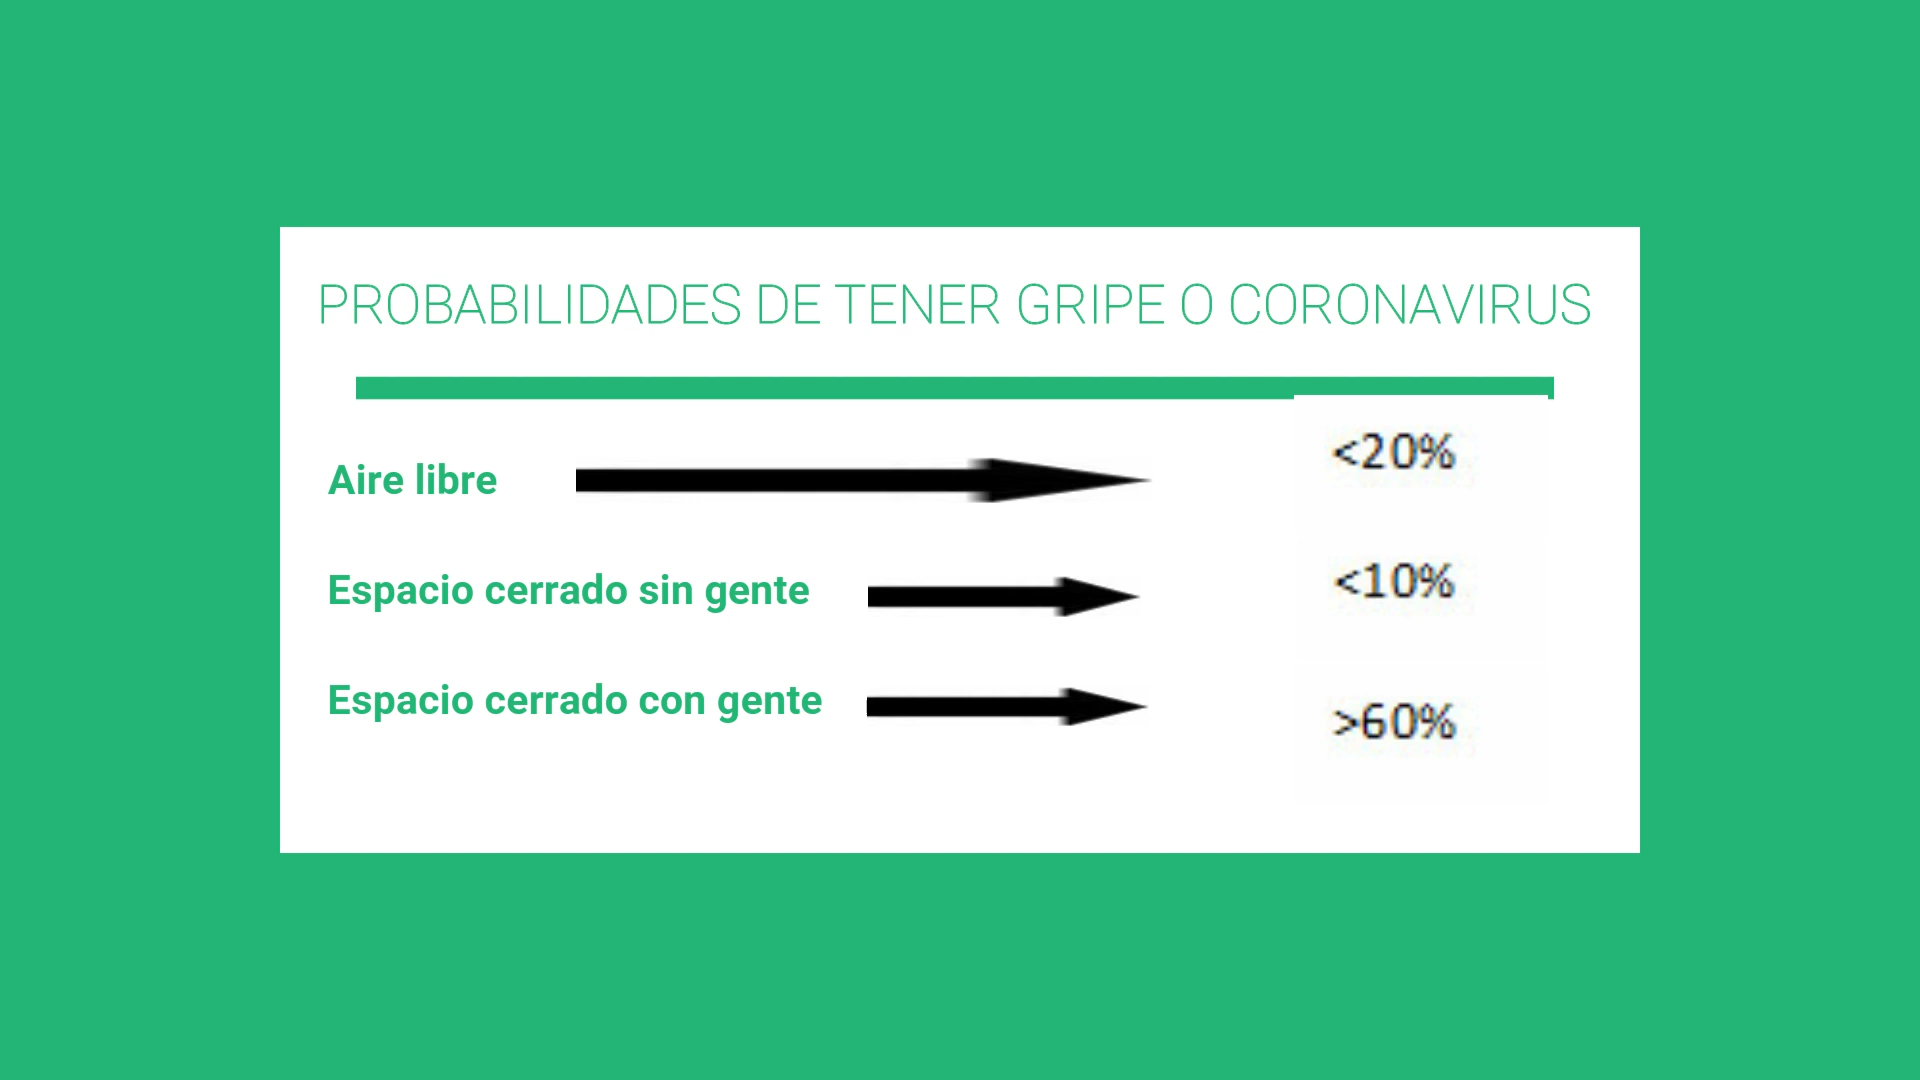 PROBABILIDADES DE TENER GRIPE O CORONAVIRUS
Aire libre <20%
Espacio cerrado sin gente <10%
Espacio cerrado con gente >60%